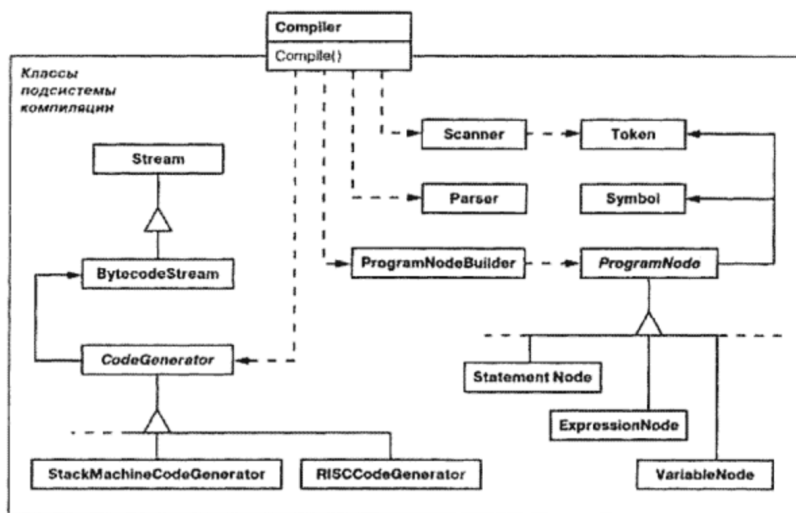 Compiler
Compile()
Классы
подсистемы
компиляции
Scanner
Token
Stream
Parser
Symbol
BytecodeStream
ProgramNodeBuilder
ProgramNode
CodeGenerator
Statement Node
ExpressionNode
StackMachineCodeGenerator
RISCCodeGenerator
VariableNode